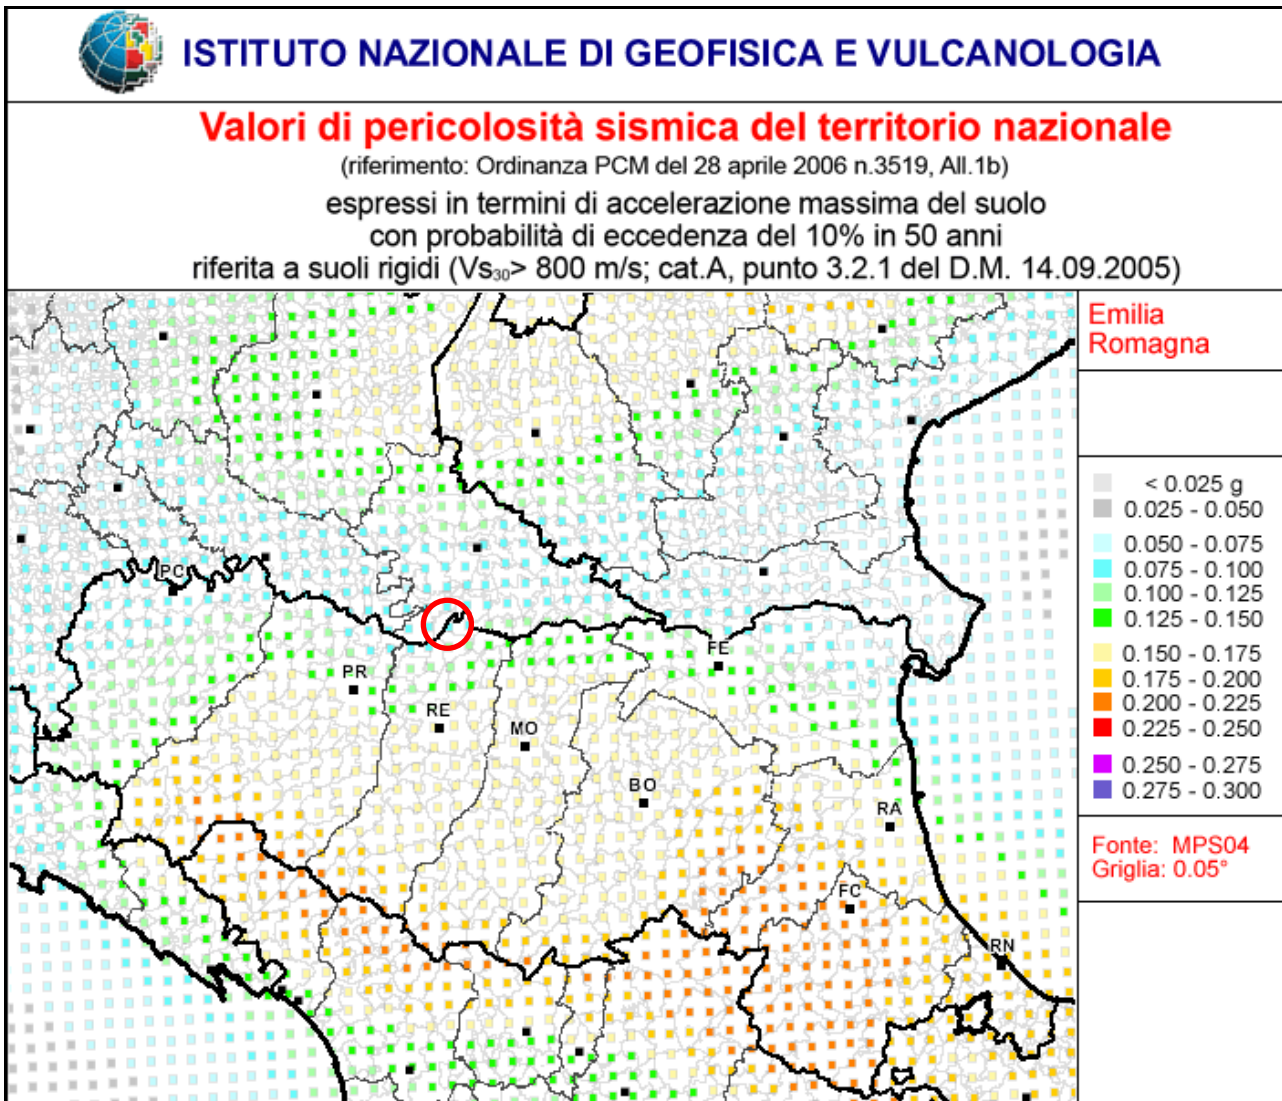 ISTITUTO NAZIONALE DI GEOFISICA E VULCANOLOGIA
Valori di pericolosità sismica del territorio nazionale
(riferimento: Ordinanza PCM del 28 aprile 2006 n.3519, All.1b)
espressi in termini di accelerazione massima del suolo
con probabilità di eccedenza del 10% in 50 anni
riferita a suoli rigidi (Vs₃₀> 800 m/s; cat.A, punto 3.2.1 del D.M. 14.09.2005)
Emilia
Romagna
< 0.025 g
0.025 - 0.050
0.050 - 0.075
0.075 - 0.100
0.100 - 0.125
0.125 - 0.150
0.150 - 0.175
0.175 - 0.200
0.200 - 0.225
0.225 - 0.250
0.250 - 0.275
0.275 - 0.300
Fonte: MPS04
Griglia: 0.05°
PC
PR
RE
MO
FE
BO
RA
FC
RN